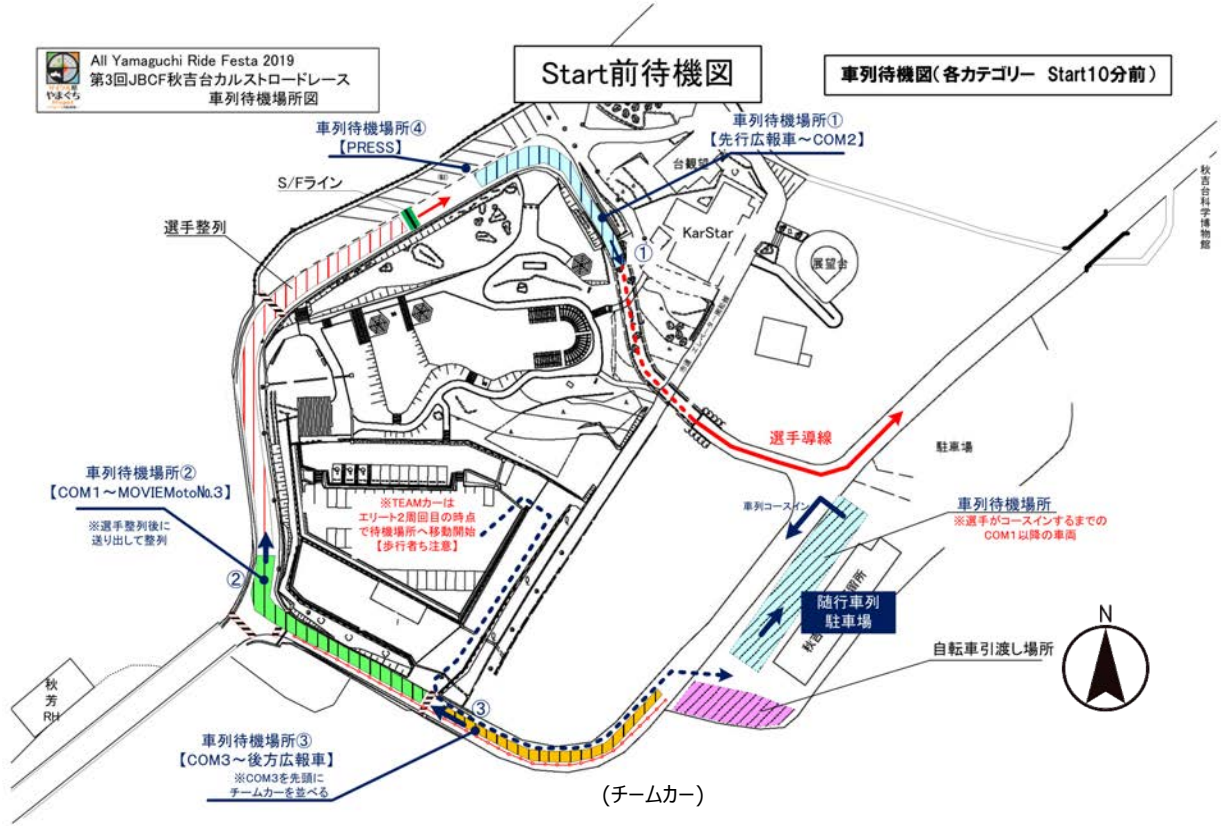 All Yamaguchi Ride Festa 2019
第3回JBCF秋吉台カルストロードレース
車列待機場所図
Start前待機図
車列待機図(各カテゴリー Start10分前)
車列待機場所④
【PRESS】
車列待機場所①
【先行広報車～COM2】
S/Fライン
選手整列
台観望
KarStar
展望台
秋吉台科学博物館
①
選手導線
駐車場
車列待機場所②
【COM1～MOVIEMoto№3】
※選手整列後に
送り出して整列
②
※TEAMカーは
エリート2周回目の時点
で待機場所へ移動開始
【歩行者ち注意】
車列コースイン
車列待機場所
※選手がコースインするまでの
COM1以降の車両
随行車列
駐車場
自転車引渡し場所
N
秋芳
RH
③
車列待機場所③
【COM3～後方広報車】
※COM3を先頭に
チームカーを並べる
(チームカー)